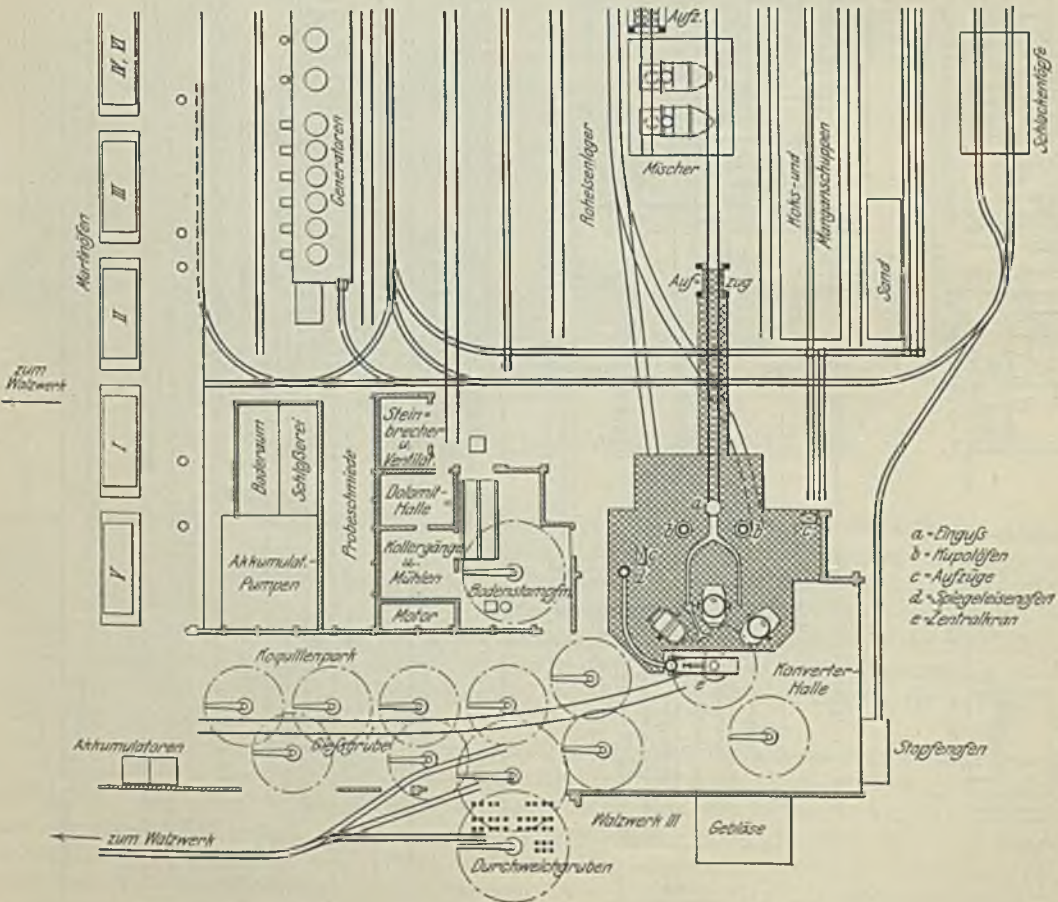 IV, VI
III
II
I
V
Martinöfen
zum
Walzwerk
Generatoren
Aufz.
Mischer
Roheisenlager
Koks- und
Manganschuppen
Sand
Schlackentöpfe
Auf-
zug
Baderaum
Schloßerei
Akkumulat.-
Pumpen
Probeschmiede
Stein=
brecher
u.
Ventilat.
Dolomit-
Halle
Kollergänge
u.
Mühlen
Motor
Bodenstampfm.
a
b
b
c
c
d
e
a=Einguß
b=Kupolöfen
c=Aufzüge
d=Spiegeleisenofen
e=Zentralkran
Koquillenpark
Konverter-
Halle
Akkumulatoren
Gießgrube
Stopfenofen
zum Walzwerk
Walzwerk III
Gebläse
Durchweichgruben